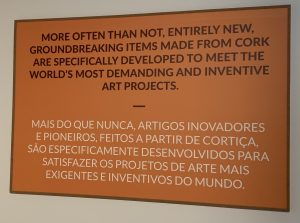 MORE OFTEN THAN NOT, ENTIRELY NEW,
GROUNDBREAKING ITEMS MADE FROM CORK
ARE SPECIFICALLY DEVELOPED TO MEET THE
WORLD'S MOST DEMANDING AND INVENTIVE
ART PROJECTS.
—
MAIS DO QUE NUNCA, ARTIGOS INOVADORES
E PIONEIROS, FEITOS A PARTIR DE CORTIÇA,
SÃO ESPECIFICAMENTE DESENVOLVIDOS PARA
SATISFAZER OS PROJETOS DE ARTE MAIS
EXIGENTES E INVENTIVOS DO MUNDO.